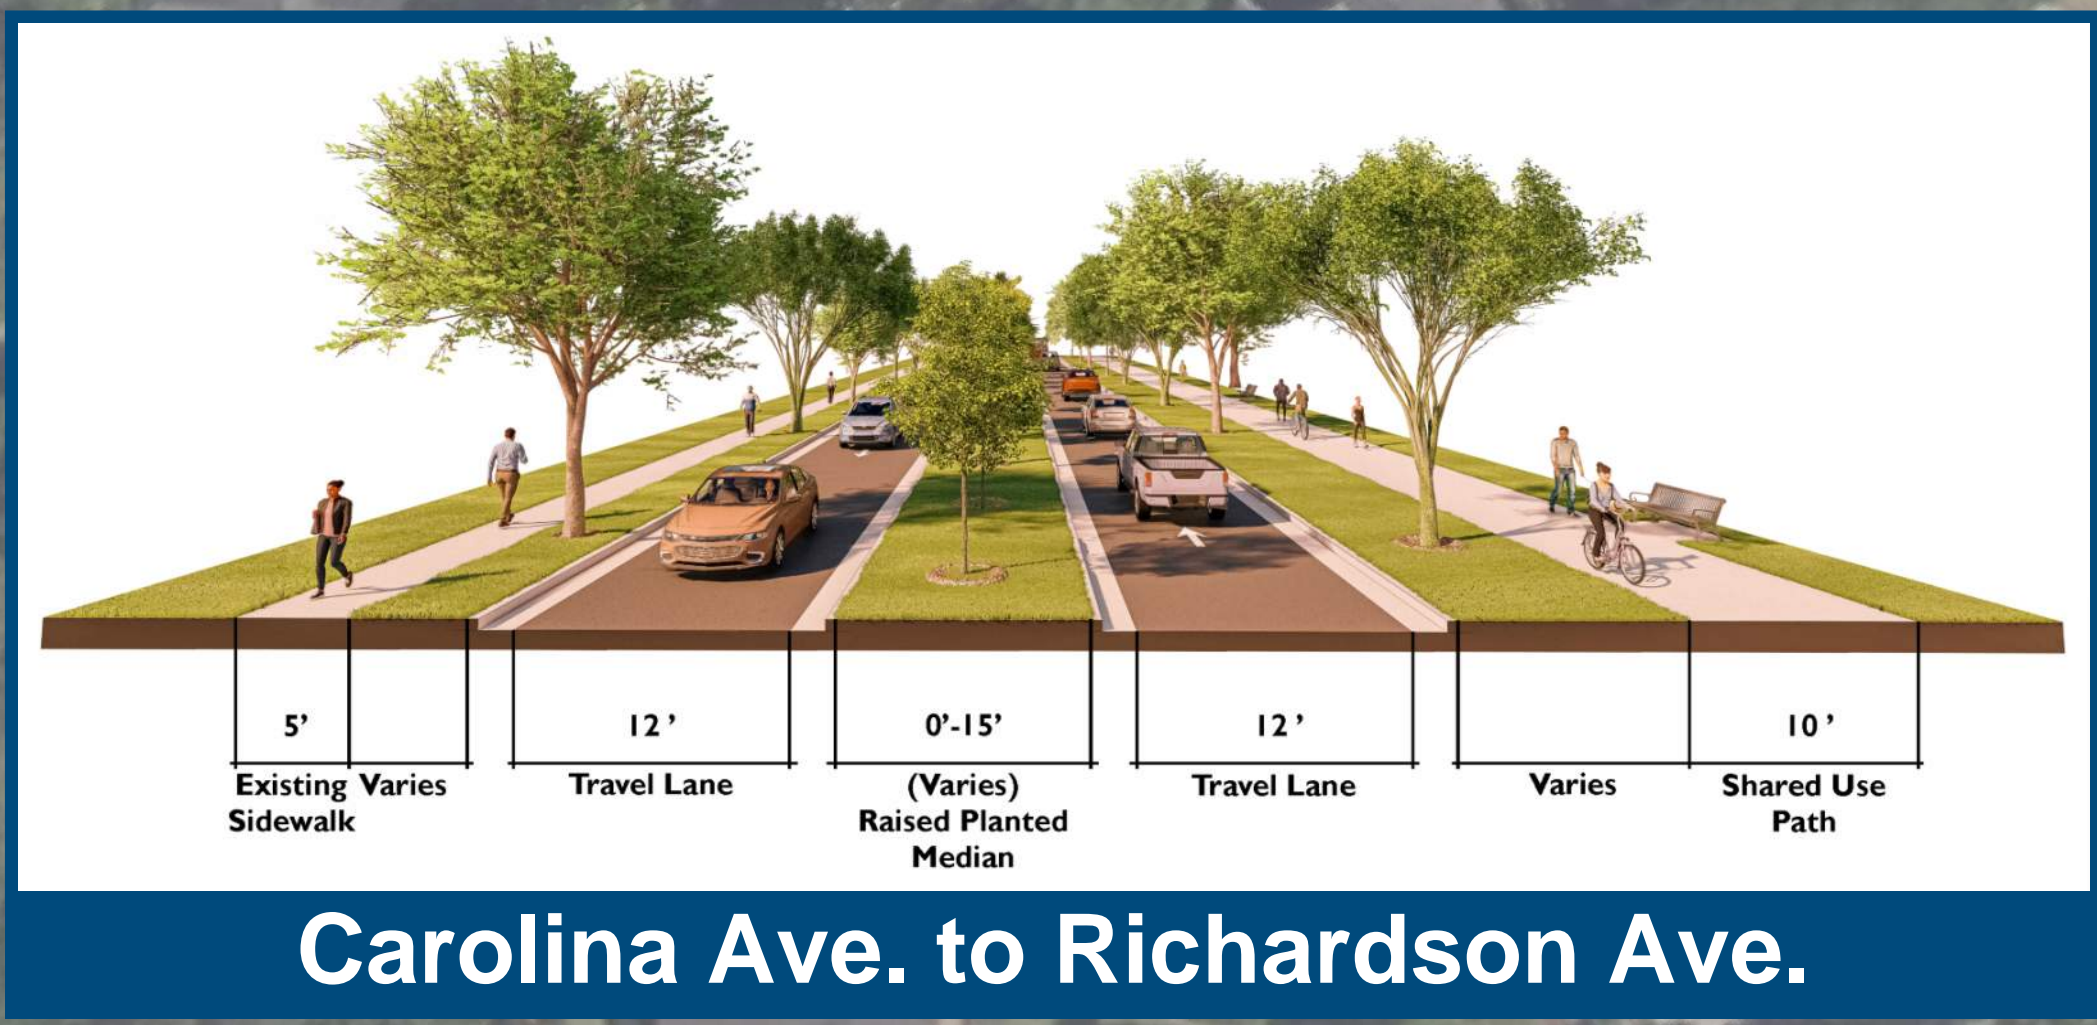 5’
12 ’
0’-15’
12 ’
10 ’
Existing
Sidewalk
Varies
Travel Lane
(Varies)
Raised Planted
Median
Travel Lane
Varies
Shared Use
Path
Carolina Ave. to Richardson Ave.